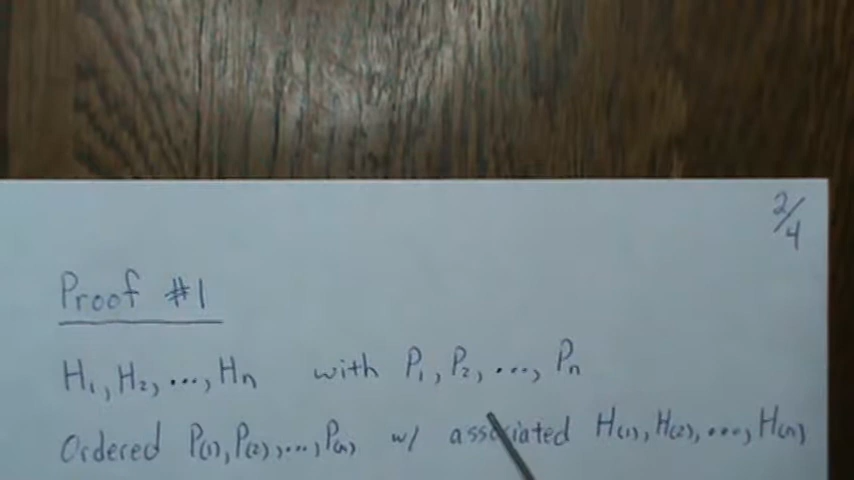 2/4
Proof #1
H₁, H₂, ..., Hₙ with P₁, P₂, ..., Pₙ
Ordered P₍₁₎, P₍₂₎, ..., P₍ₙ₎ w/ associated H₍₁₎, H₍₂₎, ..., H₍ₙ₎